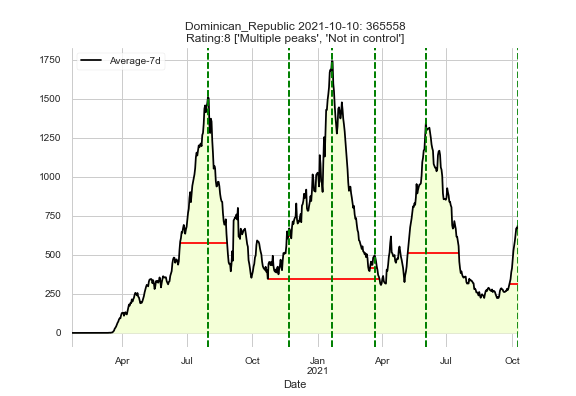 Dominican_Republic 2021-10-10: 365558
Rating:8 ['Multiple peaks', 'Not in control']
Average-7d
1750
1500
1250
1000
750
500
250
0
Apr Jul Oct Jan Apr Jul Oct
2021
Date